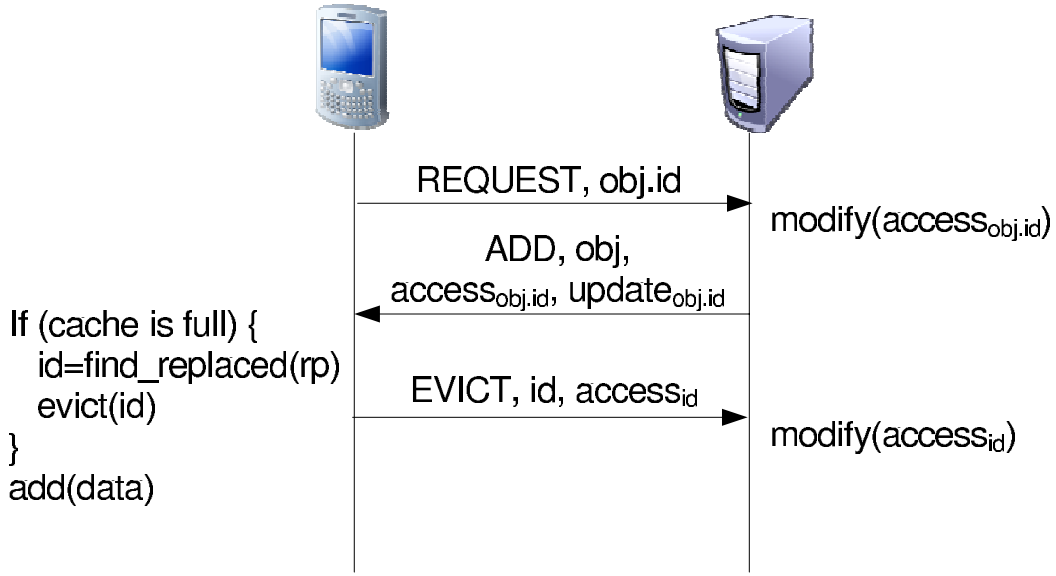 REQUEST, obj.id
modify(access_obj.id)
ADD, obj,
access_obj.id, update_obj.id
If (cache is full) {
id=find_replaced(rp)
evict(id)
}
add(data)
EVICT, id, access_id
modify(access_id)